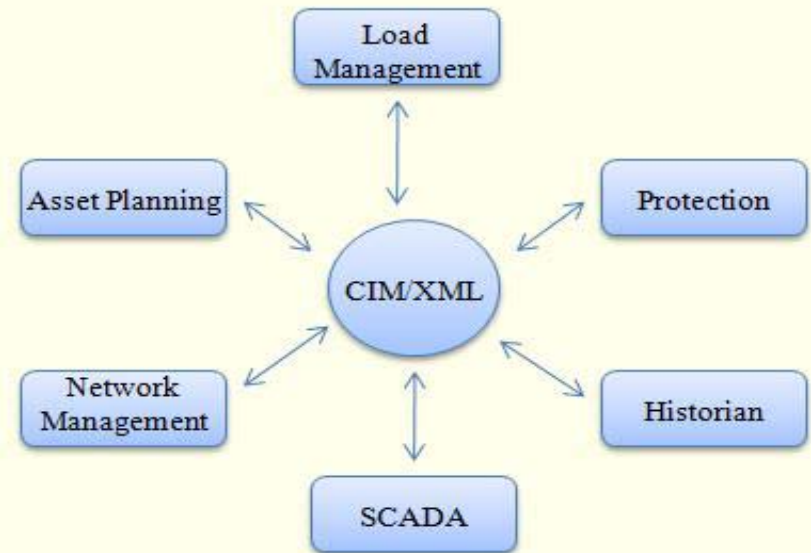 Load
Management
Asset Planning
Protection
CIM/XML
Network
Management
Historian
SCADA